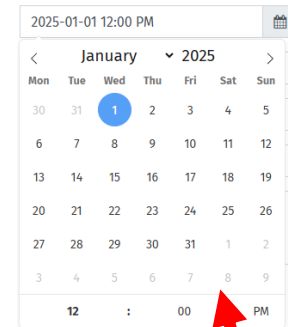 2025-01-01 12:00 PM
January 2025
Mon Tue Wed Thu Fri Sat Sun
30 31 1 2 3 4 5
6 7 8 9 10 11 12
13 14 15 16 17 18 19
20 21 22 23 24 25 26
27 28 29 30 31 1 2
3 4 5 6 7 8 9
12 : 00 PM